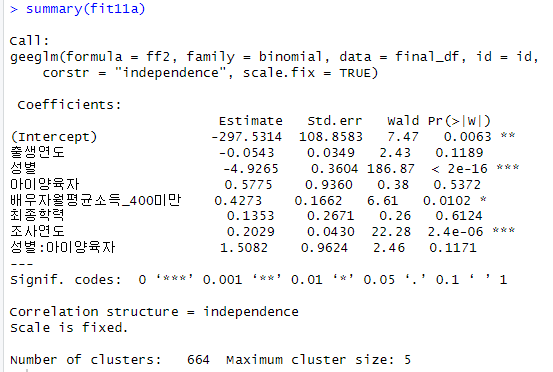 > summary(fit11a)
Call:
geeglm(formula = ff2, family = binomial, data = final_df, id = id,
    corstr = "independence", scale.fix = TRUE)
 Coefficients:
                         Estimate   Std.err   Wald Pr(>|W|)
(Intercept)             -297.5314  108.8583   7.47   0.0063 **
출생연도                  -0.0543    0.0349   2.43   0.1189
성별                      -4.9265    0.3604 186.87  < 2e-16 ***
아이양육자                 0.5775    0.9360   0.38   0.5372
배우자월평균소득_400미만   0.4273    0.1662   6.61   0.0102 *
최종학력                   0.1353    0.2671   0.26   0.6124
조사연도                   0.2029    0.0430  22.28  2.4e-06 ***
성별:아이양육자            1.5082    0.9624   2.46   0.1171
---
Signif. codes:  0 ‘***’ 0.001 ‘**’ 0.01 ‘*’ 0.05 ‘.’ 0.1 ‘ ’ 1
Correlation structure = independence
Scale is fixed.
Number of clusters:   664  Maximum cluster size: 5